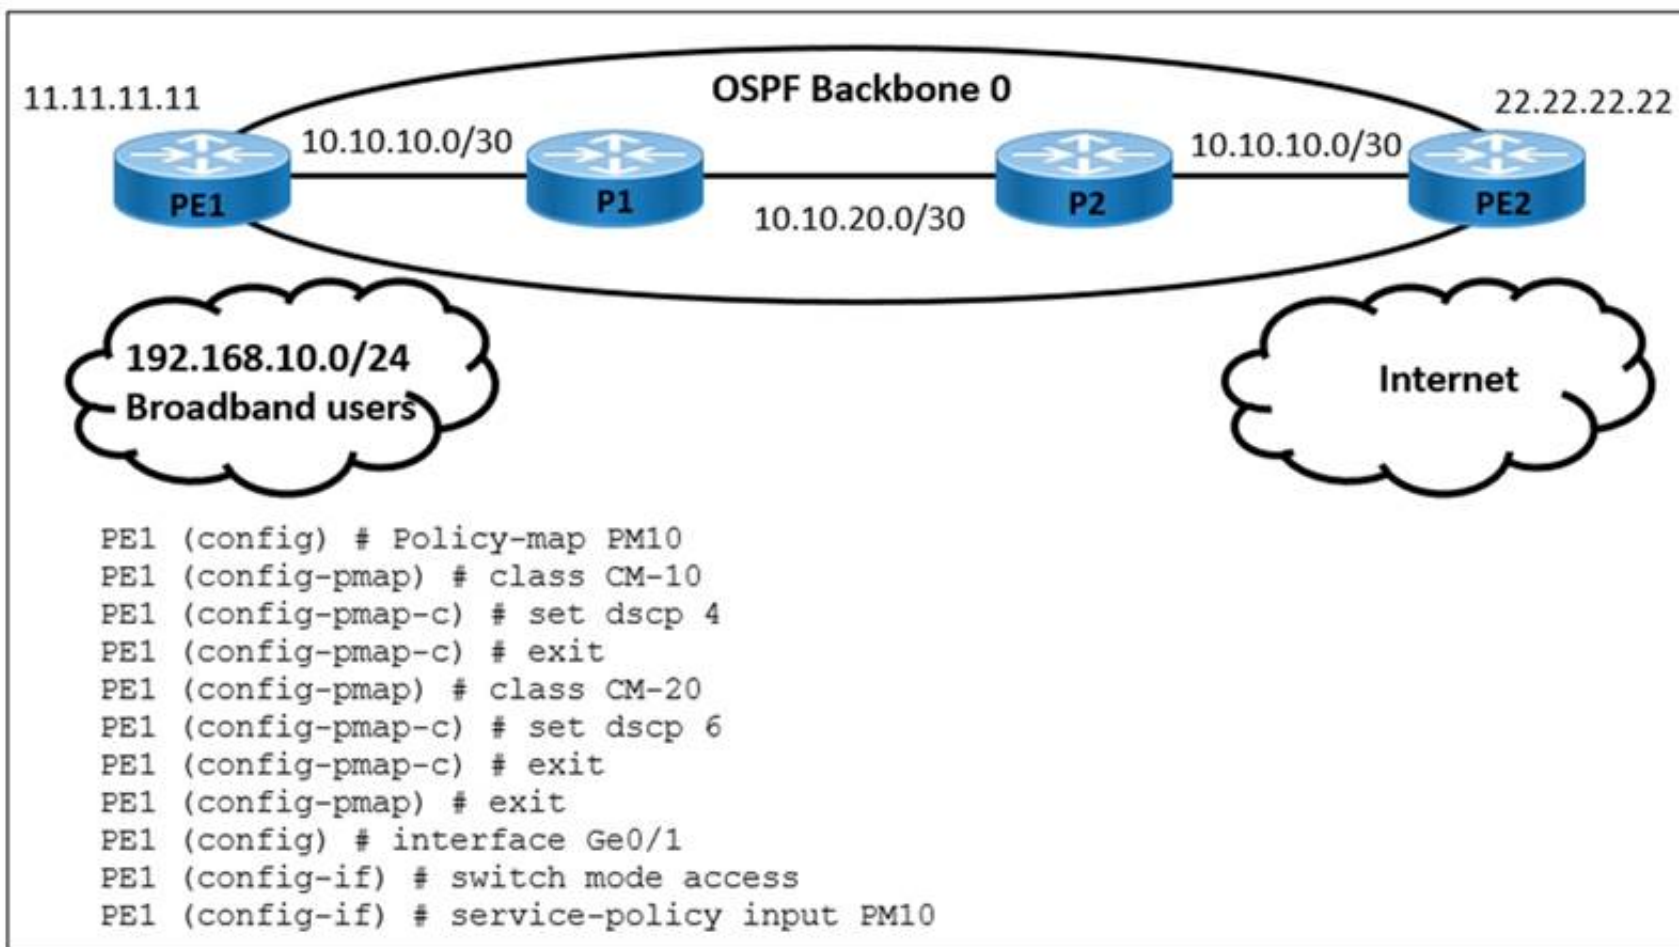 OSPF Backbone 0
11.11.11.11
22.22.22.22
10.10.10.0/30
10.10.10.0/30
PE1
P1
P2
PE2
10.10.20.0/30
192.168.10.0/24
Broadband users
Internet
PE1 (config) # Policy-map PM10
PE1 (config-pmap) # class CM-10
PE1 (config-pmap-c) # set dscp 4
PE1 (config-pmap-c) # exit
PE1 (config-pmap) # class CM-20
PE1 (config-pmap-c) # set dscp 6
PE1 (config-pmap-c) # exit
PE1 (config-pmap) # exit
PE1 (config) # interface Ge0/1
PE1 (config-if) # switch mode access
PE1 (config-if) # service-policy input PM10